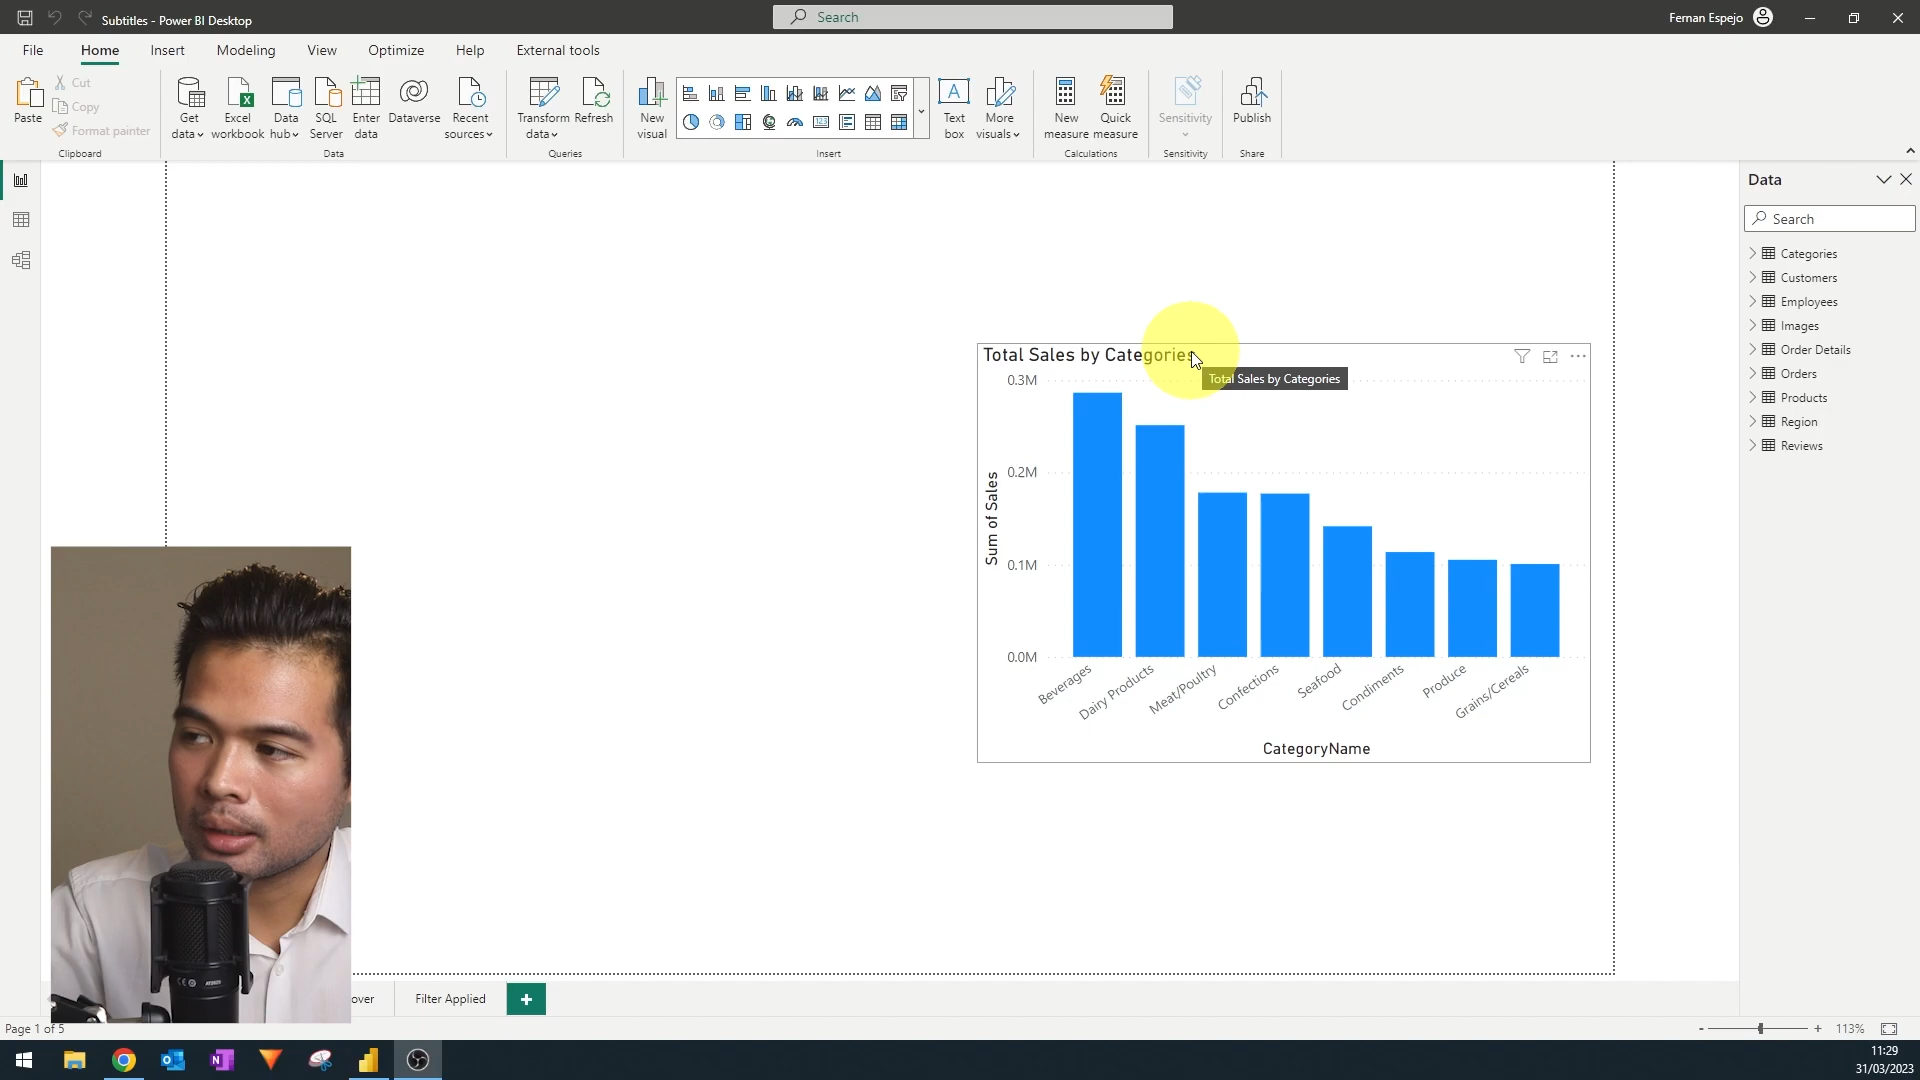 Subtitles - Power BI Desktop
Search
Fernan Espejo
File
Home
Insert
Modeling
View
Optimize
Help
External tools
Paste
Cut
Copy
Format painter
Clipboard
Get data
Excel workbook
Data hub
SQL Server
Enter data
Dataverse
Recent sources
Data
Transform data
Refresh
Queries
New visual
Text box
More visuals
Insert
New measure
Quick measure
Calculations
Sensitivity
Sensitivity
Publish
Share
Data
Search
Categories
Customers
Employees
Images
Order Details
Orders
Products
Region
Reviews
Total Sales by Categories
Total Sales by Categories
0.3M
0.2M
0.1M
0.0M
Sum of Sales
Beverages
Dairy Products
Meat/Poultry
Confections
Seafood
Condiments
Produce
Grains/Cereals
CategoryName
over
Filter Applied
+
Page 1 of 5
- + 113%
11:29
31/03/2023